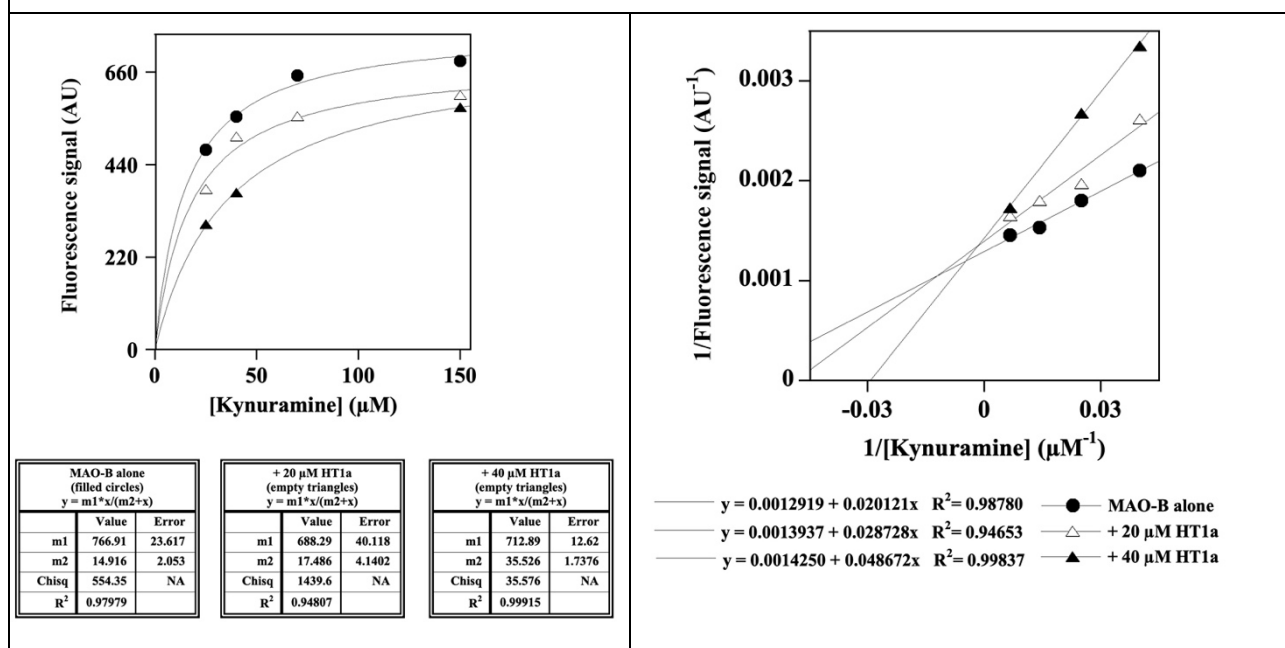 Fluorescence signal (AU)
660
440
220
0
0 50 100 150
[Kynuramine] (µM)
MAO-B alone
(filled circles)
y = m1*x/(m2+x)
Value Error
m1 766.91 23.617
m2 14.916 2.053
Chisq 554.35 NA
R² 0.97979
+ 20 µM HT1a
(empty triangles)
y = m1*x/(m2+x)
Value Error
m1 688.29 40.118
m2 17.486 4.1402
Chisq 1439.6 NA
R² 0.94807
+ 40 µM HT1a
(empty triangles)
y = m1*x/(m2+x)
Value Error
m1 712.89 12.62
m2 35.526 1.7376
Chisq 35.576 NA
R² 0.99915
1/Fluorescence signal (AU⁻¹)
0.003
0.002
0.001
0
-0.03 0 0.03
1/[Kynuramine] (µM⁻¹)
y = 0.0012919 + 0.020121x R²= 0.98780 MAO-B alone
y = 0.0013937 + 0.028728x R²= 0.94653 + 20 µM HT1a
y = 0.0014250 + 0.048672x R²= 0.99837 + 40 µM HT1a